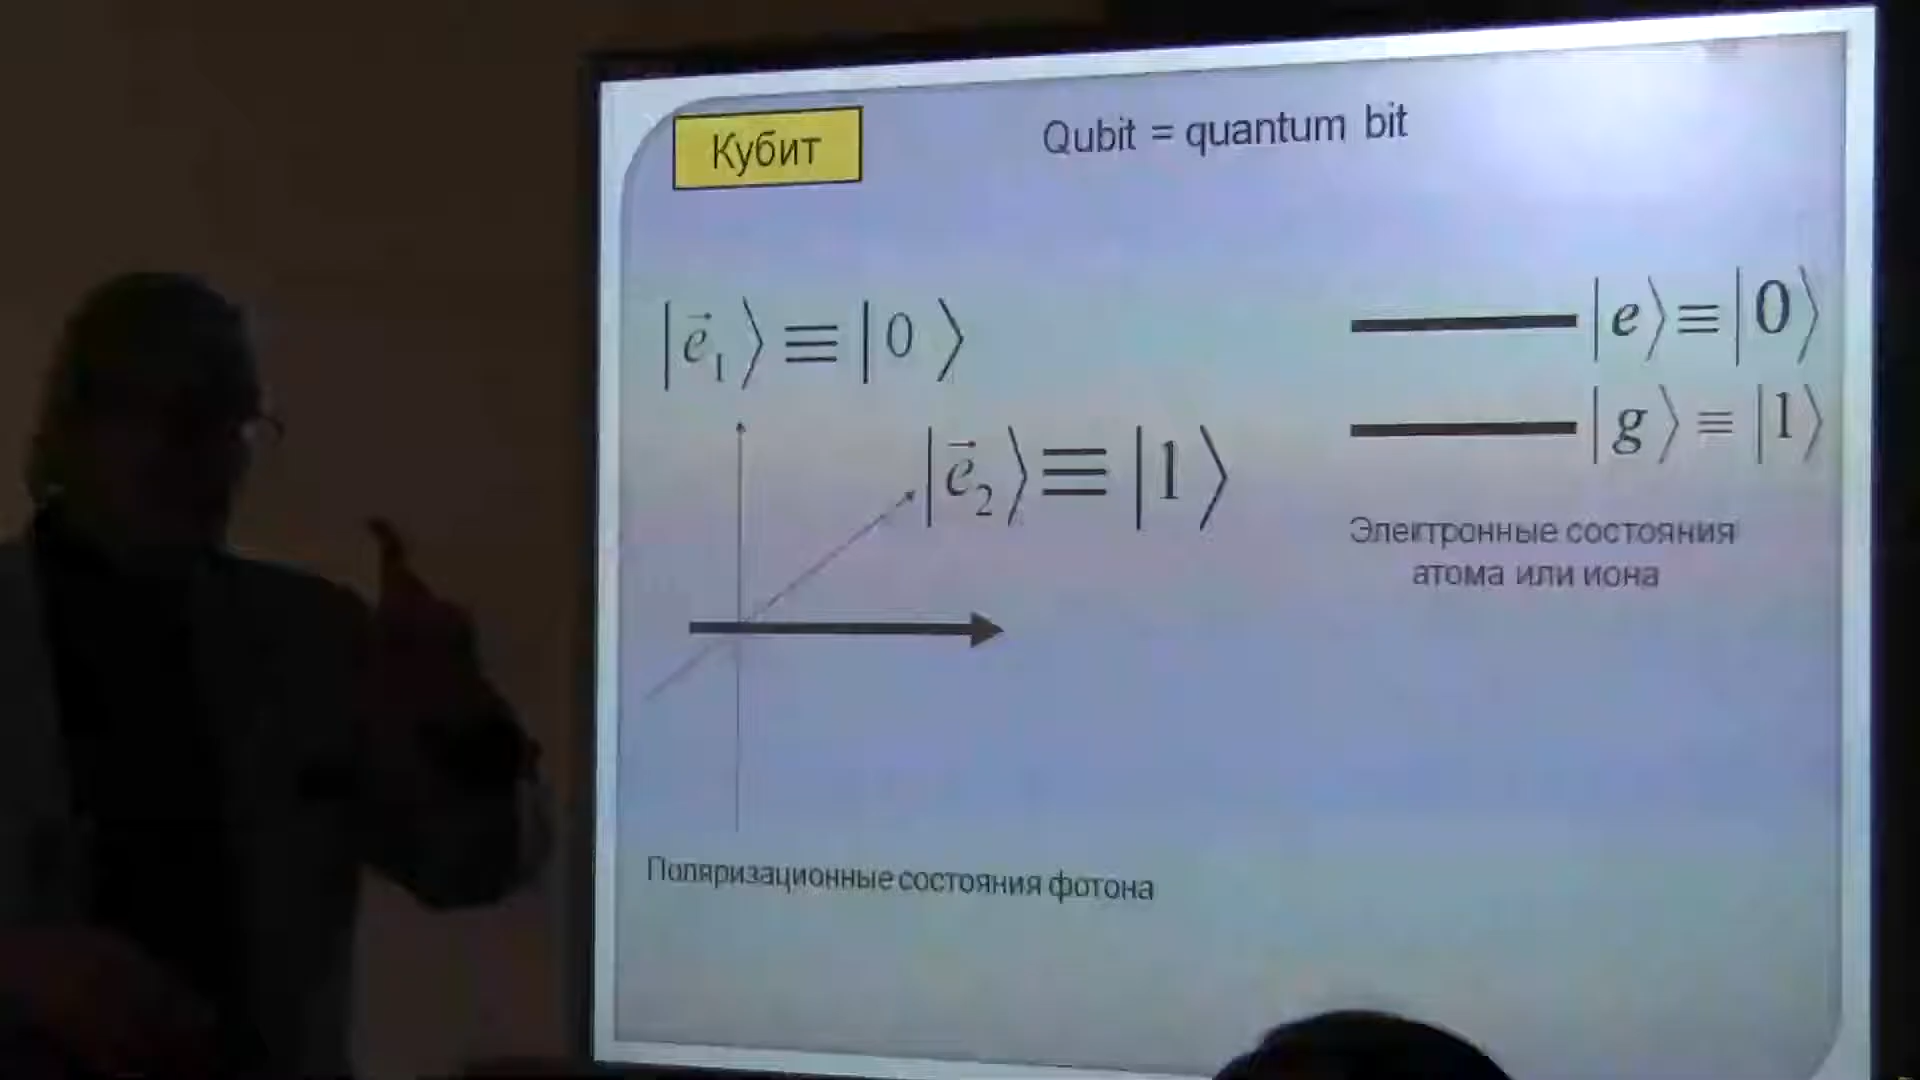 Кубит
Qubit = quantum bit
|e⃗₁⟩ ≡ |0⟩
|e⃗₂⟩ ≡ |1⟩
|e⟩ ≡ |0⟩
|g⟩ ≡ |1⟩
Электронные состояния
атома или иона
Поляризационные состояния фотона